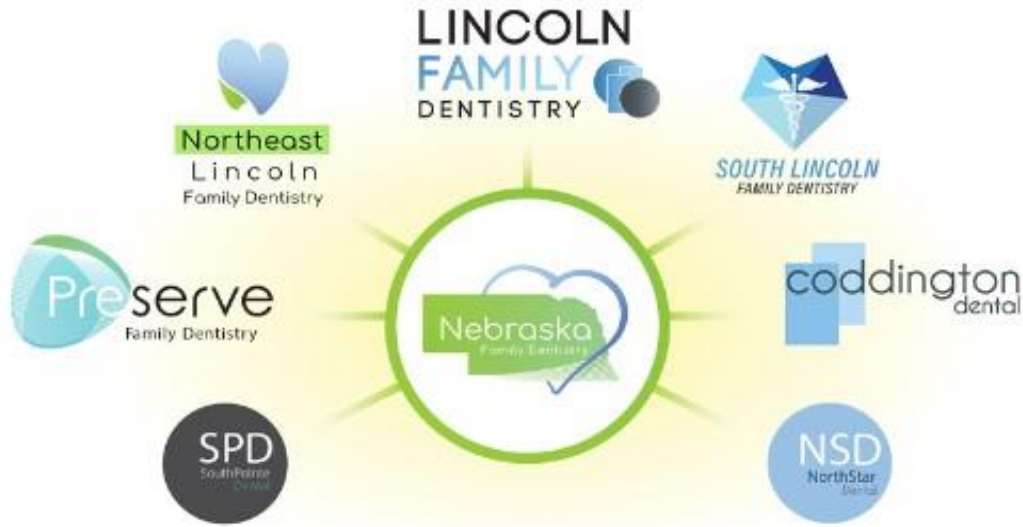 LINCOLN
FAMILY
DENTISTRY
Northeast
Lincoln
Family Dentistry
SOUTH LINCOLN
FAMILY DENTISTRY
Preserve
Family Dentistry
Nebraska
Family Dentistry
coddington
dental
SPD
SouthPointe
Dental
NSD
NorthStar
Dental